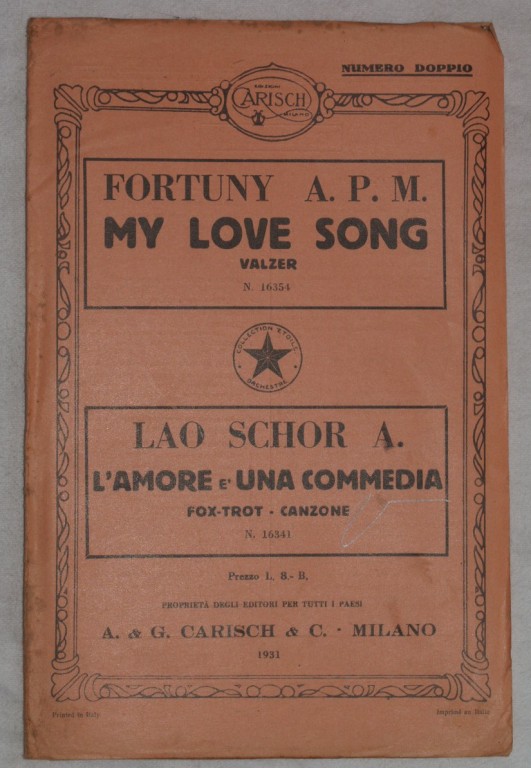 NUMERO DOPPIO
CARISCH
MILANO
FORTUNY A. P. M.
MY LOVE SONG
VALZER
N. 16354
COLLECTION ETOILE
ORCHESTRE
LAO SCHOR A.
L'AMORE E' UNA COMMEDIA
FOX-TROT - CANZONE
N. 16341
Prezzo L. 8.- B.
PROPRIETÀ DEGLI EDITORI PER TUTTI I PAESI
A. & G. CARISCH & C. · MILANO
1931
Printed in Italy
Imprimé en Italie